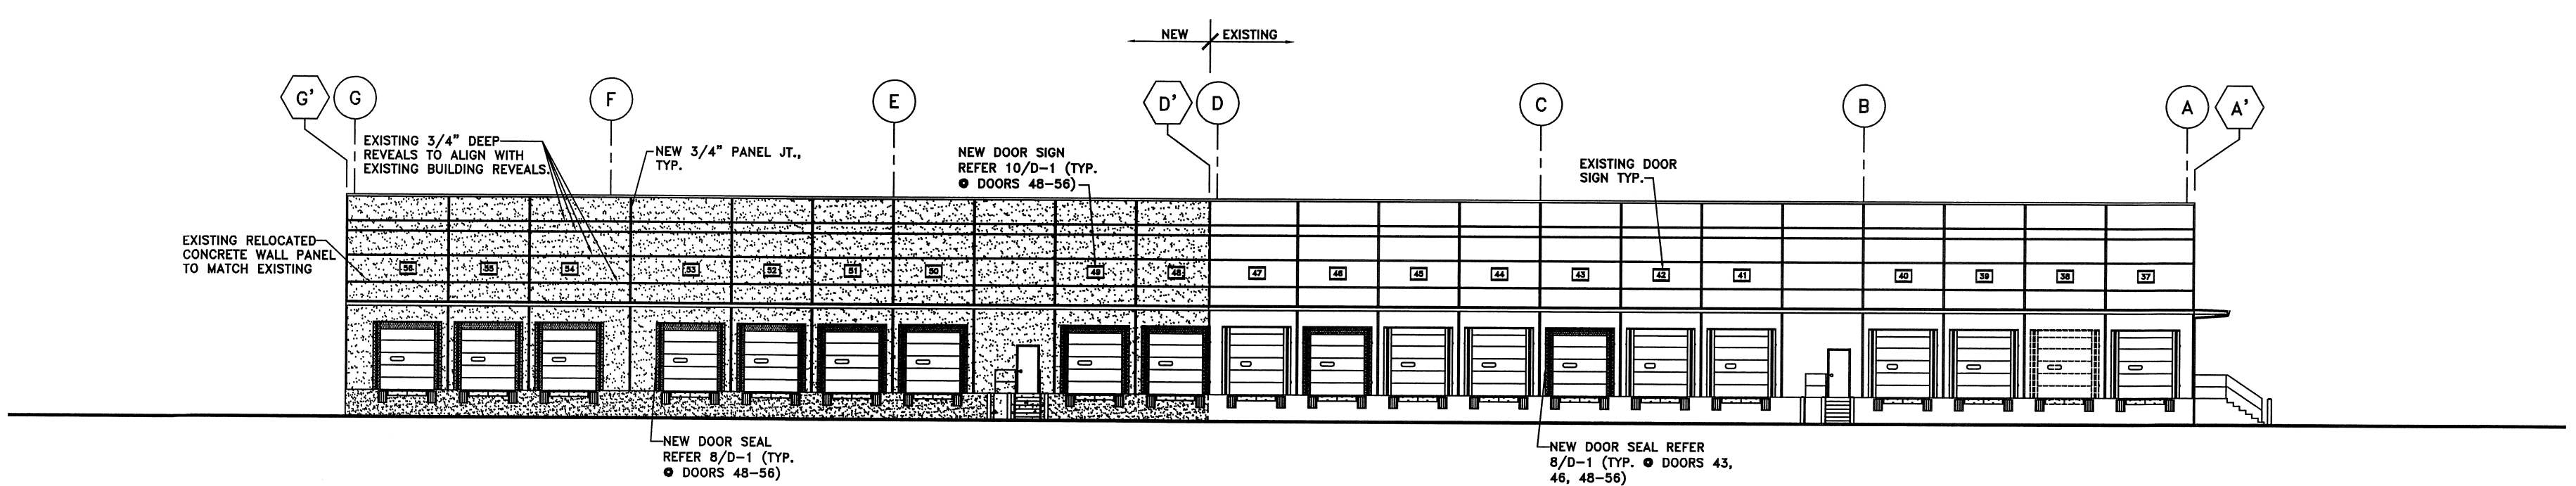 NEW EXISTING
G' G F E D' D C B A A'
EXISTING 3/4" DEEP
REVEALS TO ALIGN WITH
EXISTING BUILDING REVEALS.
NEW 3/4" PANEL JT.,
TYP.
NEW DOOR SIGN
REFER 10/D-1 (TYP.
@ DOORS 48-56)
EXISTING DOOR
SIGN TYP.
EXISTING RELOCATED
CONCRETE WALL PANEL
TO MATCH EXISTING
56 55 54 53 52 51 50 49 48 47 46 45 44 43 42 41 40 39 38 37
NEW DOOR SEAL
REFER 8/D-1 (TYP.
@ DOORS 48-56)
NEW DOOR SEAL REFER
8/D-1 (TYP. @ DOORS 43,
46, 48-56)